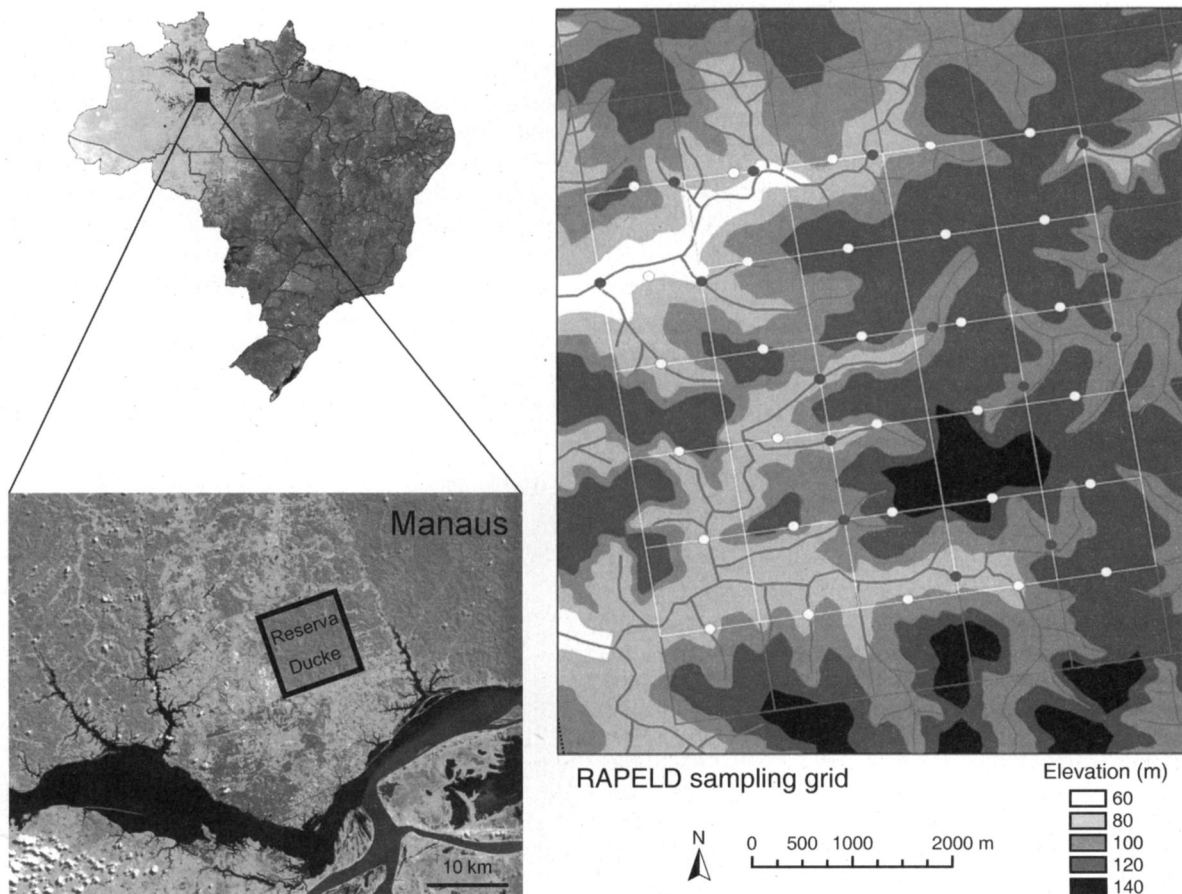 Manaus
Reserva
Ducke
10 km
RAPELD sampling grid
N
0 500 1000 2000 m
Elevation (m)
60
80
100
120
140